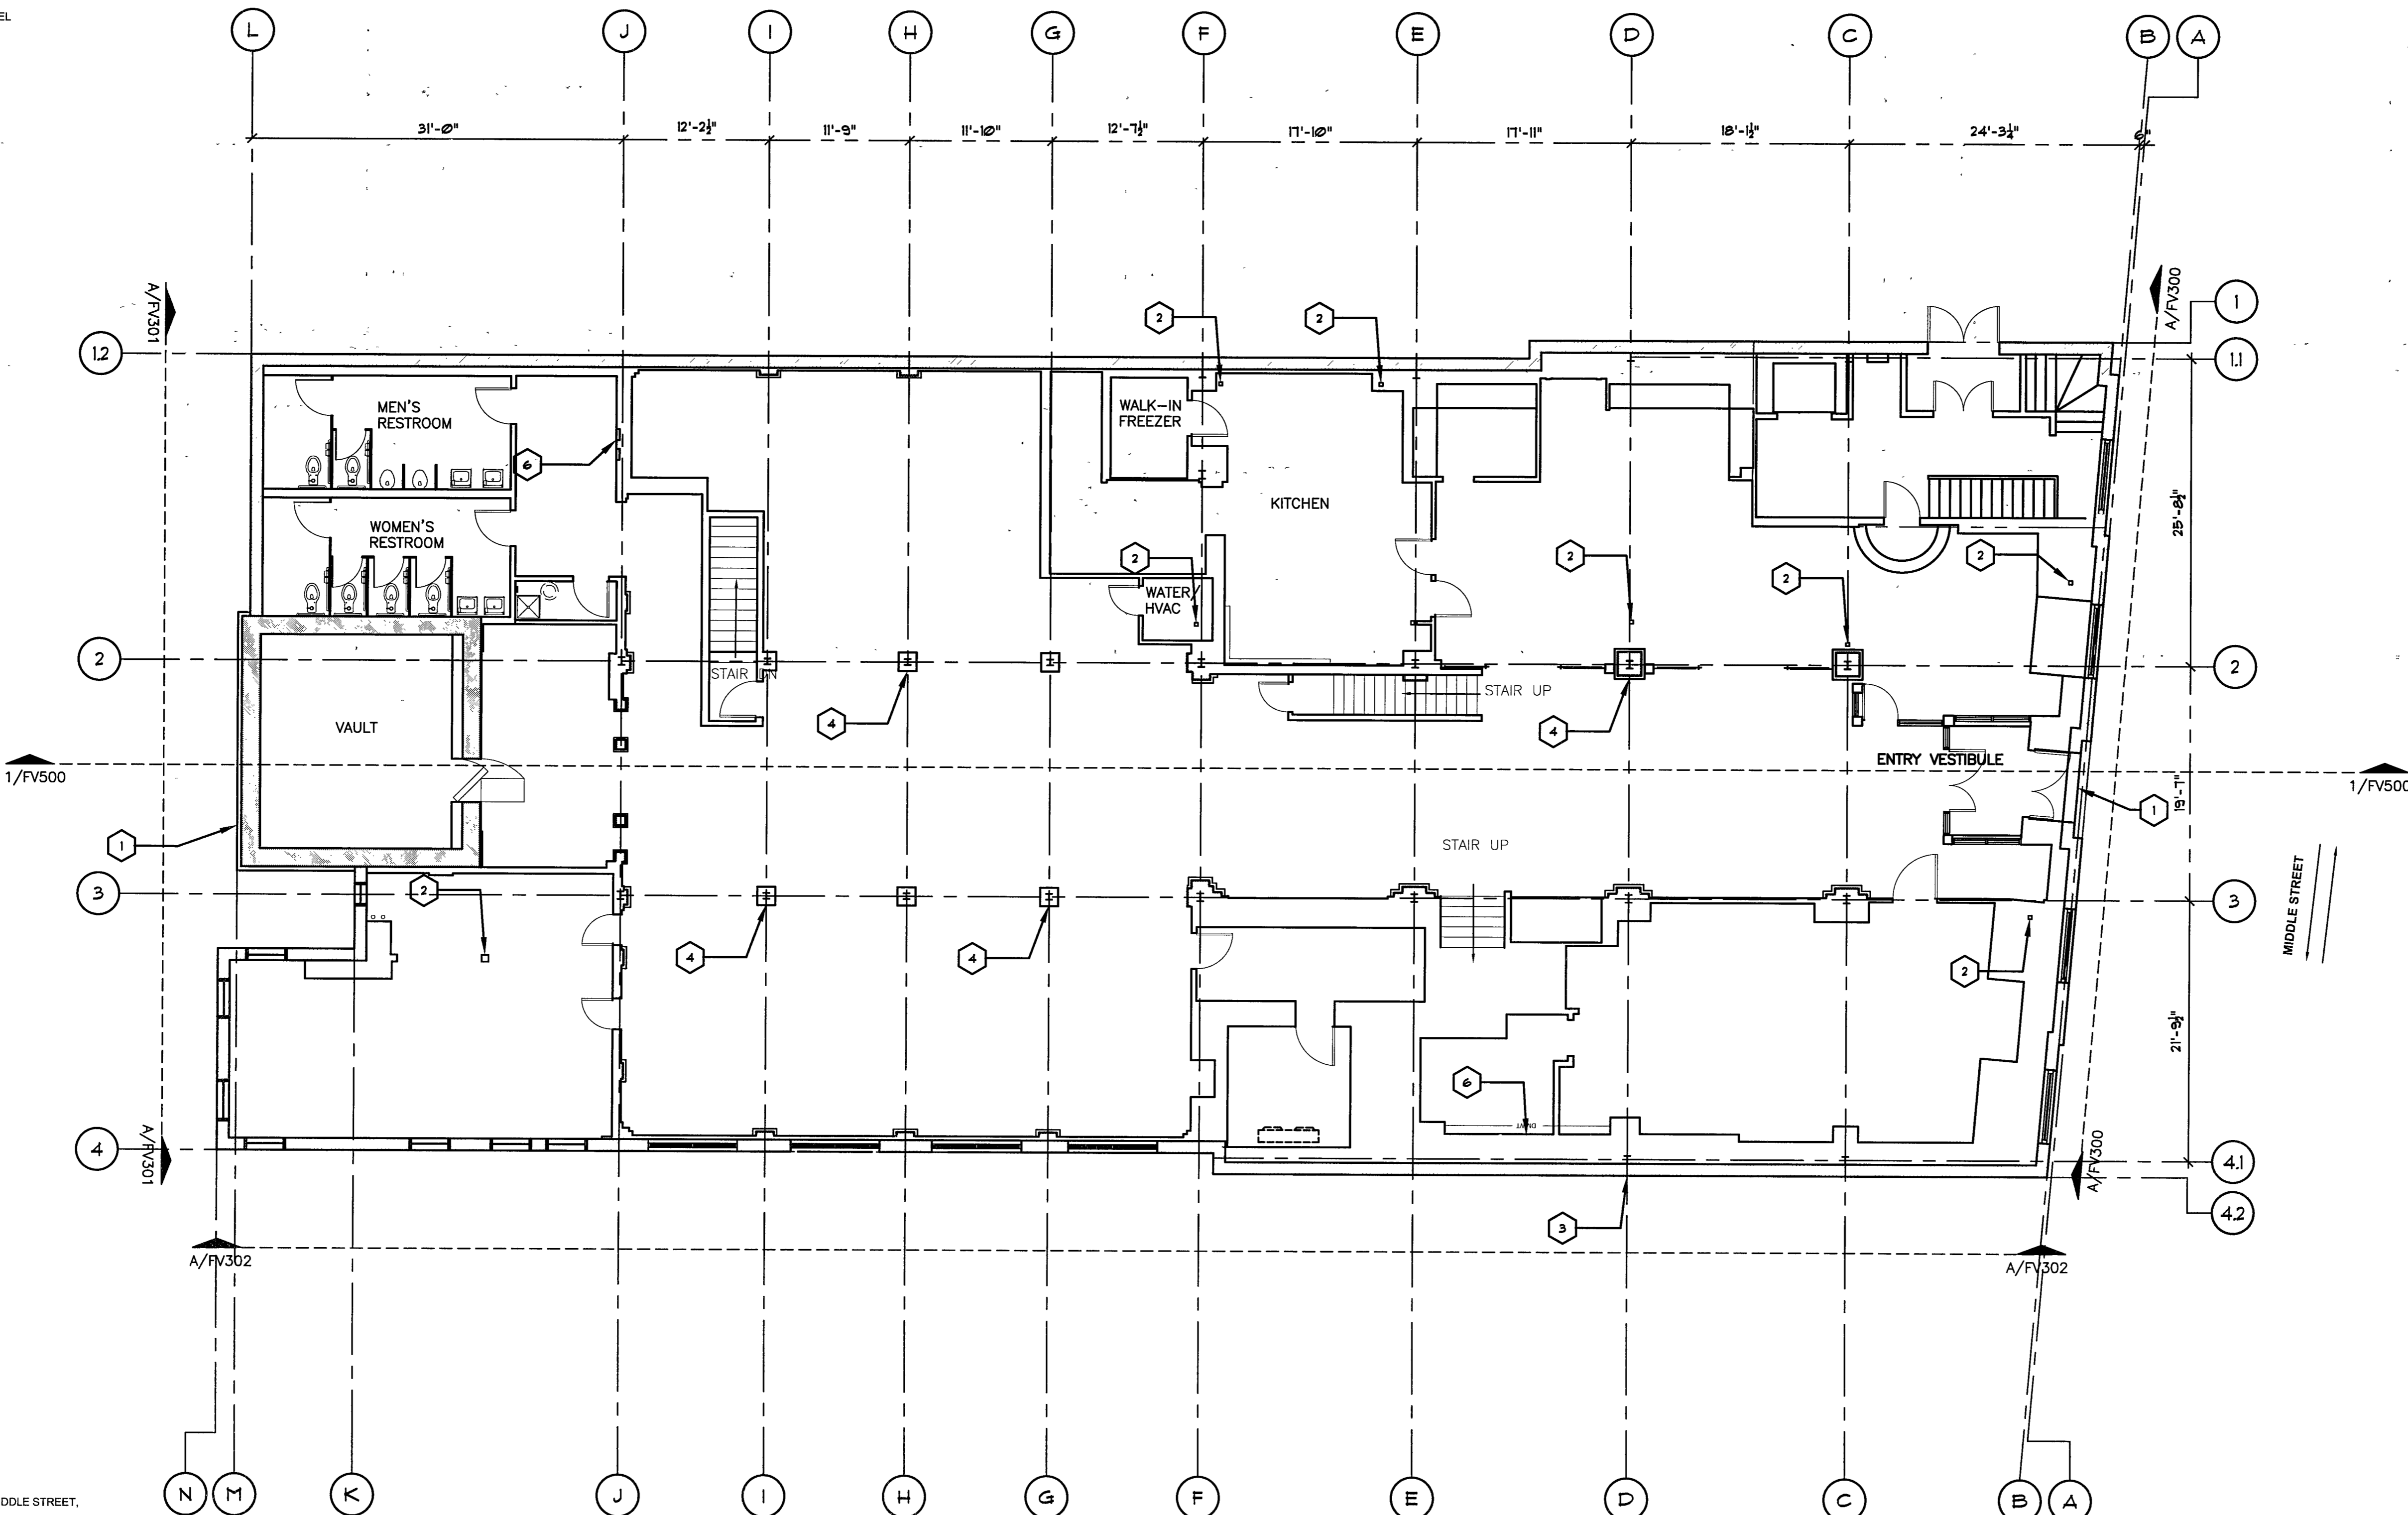 EL
L
J
I
H
G
F
E
D
C
B
A
31'-0"
12'-2½"
11'-9"
11'-10"
12'-7½"
17'-10"
17'-11"
18'-1½"
24'-3¼"
6"
A/FV301
A/FV300
1
1.2
1.1
2
2
MEN'S
RESTROOM
WALK-IN
FREEZER
6
KITCHEN
WOMEN'S
RESTROOM
25'-8½"
2
2
2
2
WATER/
HVAC
2
2
STAIR DN
STAIR UP
4
4
VAULT
ENTRY VESTIBULE
1/FV500
1/FV500
19'-7"
1
1
STAIR UP
MIDDLE STREET
3
3
2
4
4
2
21'-9½"
6
4
A/FV301
A/FV300
4.1
4.2
3
A/FV302
A/FV302
N
M
K
J
I
H
G
F
E
D
C
B
A
DDLE STREET,